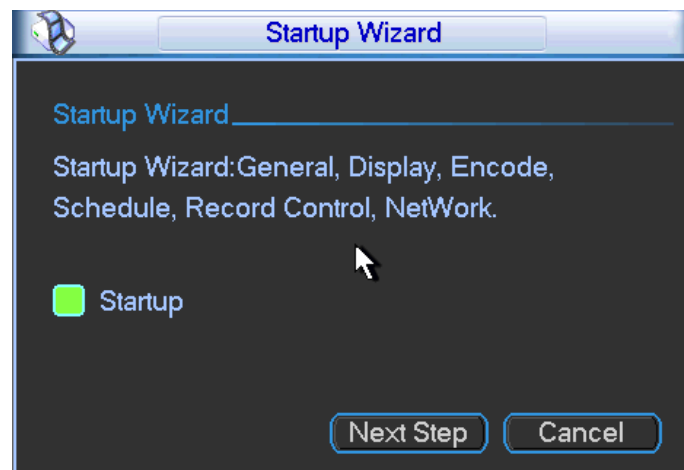 Startup Wizard
Startup Wizard
Startup Wizard:General, Display, Encode,
Schedule, Record Control, NetWork.
Startup
Next Step
Cancel